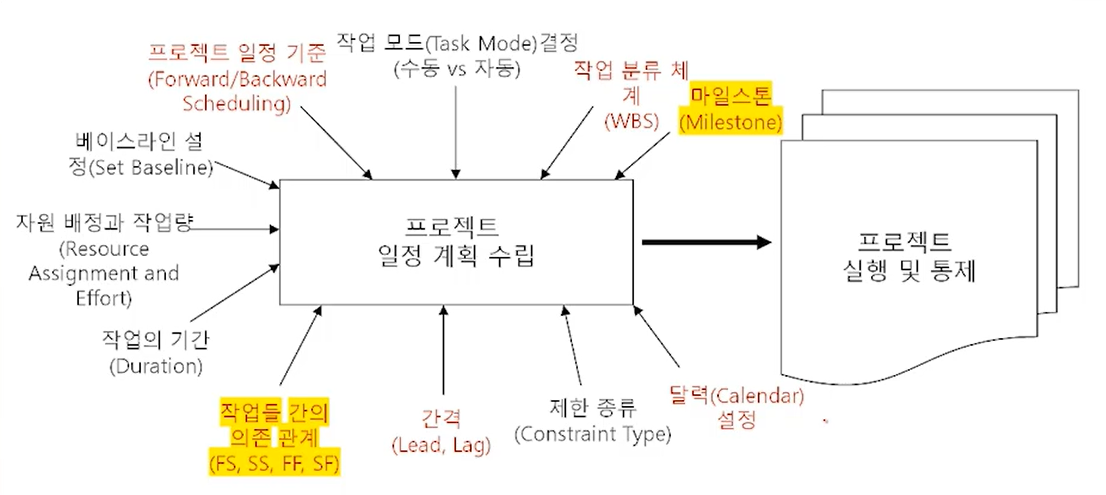 프로젝트 일정 기준
(Forward/Backward
Scheduling)
작업 모드(Task Mode)결정
(수동 vs 자동)
작업 분류 체
계
(WBS)
마일스톤
(Milestone)
베이스라인 설
정(Set Baseline)
자원 배정과 작업량
(Resource
Assignment and
Effort)
작업의 기간
(Duration)
프로젝트
일정 계획 수립
프로젝트
실행 및 통제
작업들 간의
의존 관계
(FS, SS, FF, SF)
간격
(Lead, Lag)
제한 종류
(Constraint Type)
달력(Calendar)
설정